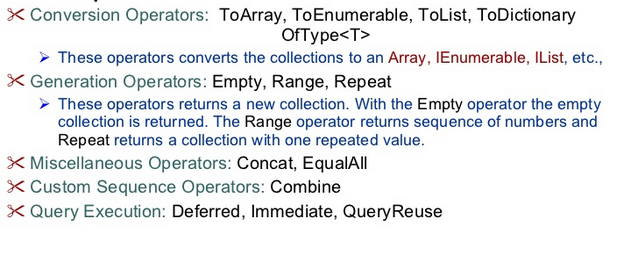 Conversion Operators: ToArray, ToEnumerable, ToList, ToDictionary
OfType<T>
These operators converts the collections to an Array, IEnumerable, IList, etc.,
Generation Operators: Empty, Range, Repeat
These operators returns a new collection. With the Empty operator the empty
collection is returned. The Range operator returns sequence of numbers and
Repeat returns a collection with one repeated value.
Miscellaneous Operators: Concat, EqualAll
Custom Sequence Operators: Combine
Query Execution: Deferred, Immediate, QueryReuse